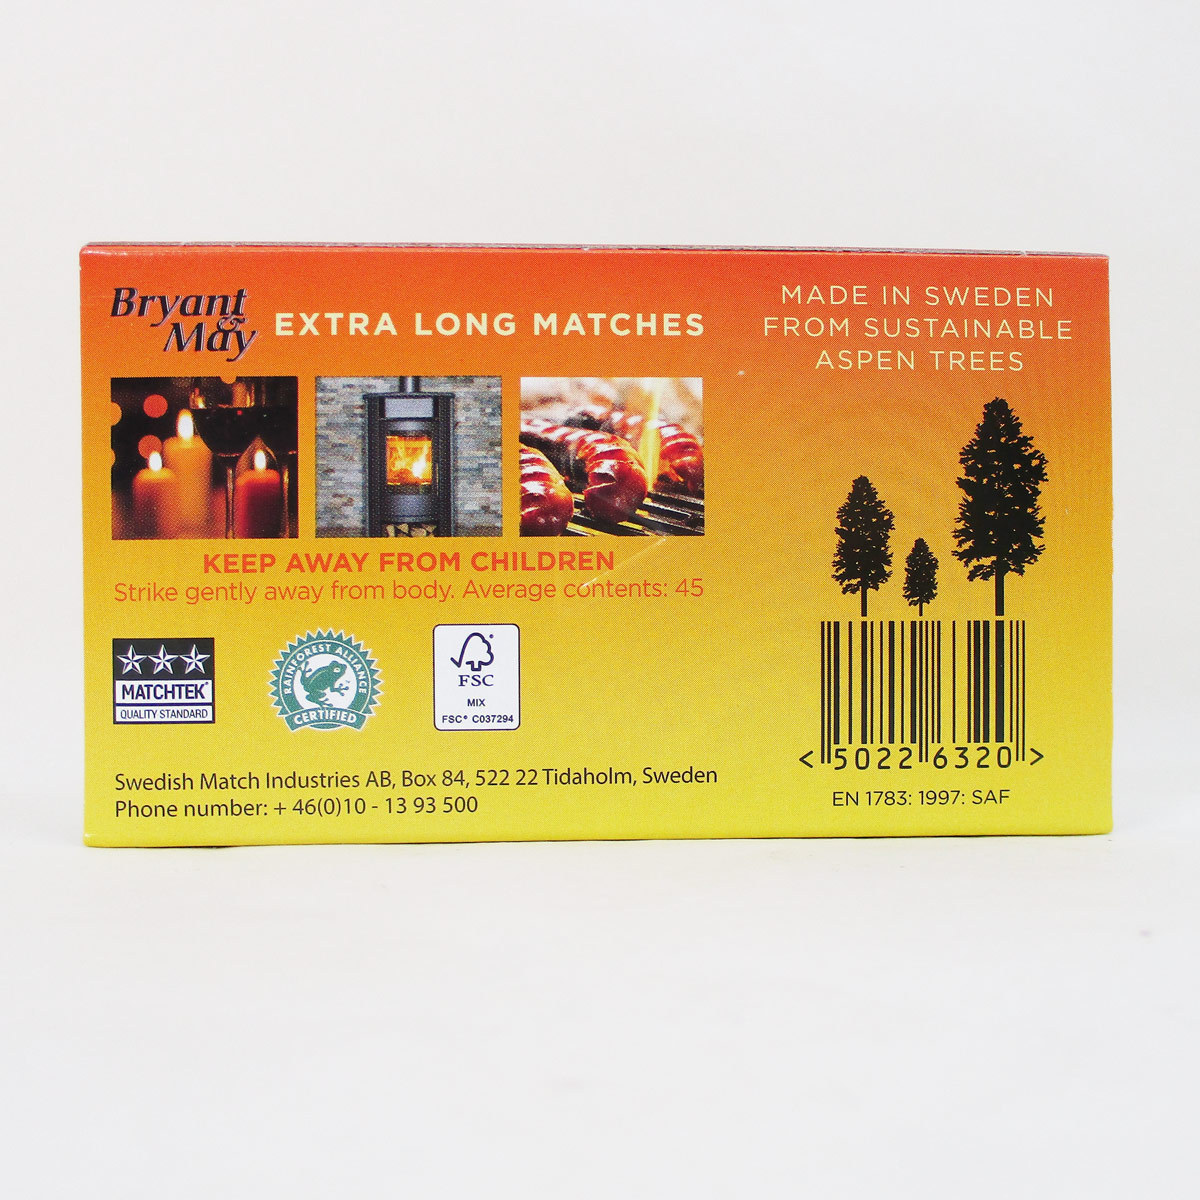 Bryant
& May
EXTRA LONG MATCHES
MADE IN SWEDEN
FROM SUSTAINABLE
ASPEN TREES
KEEP AWAY FROM CHILDREN
Strike gently away from body. Average contents: 45
MATCHTEK®
QUALITY STANDARD
RAINFOREST ALLIANCE
CERTIFIED
FSC
MIX
FSC® C037294
Swedish Match Industries AB, Box 84, 522 22 Tidaholm, Sweden
Phone number: + 46(0)10 - 13 93 500
< 5022 6320 >
EN 1783: 1997: SAF